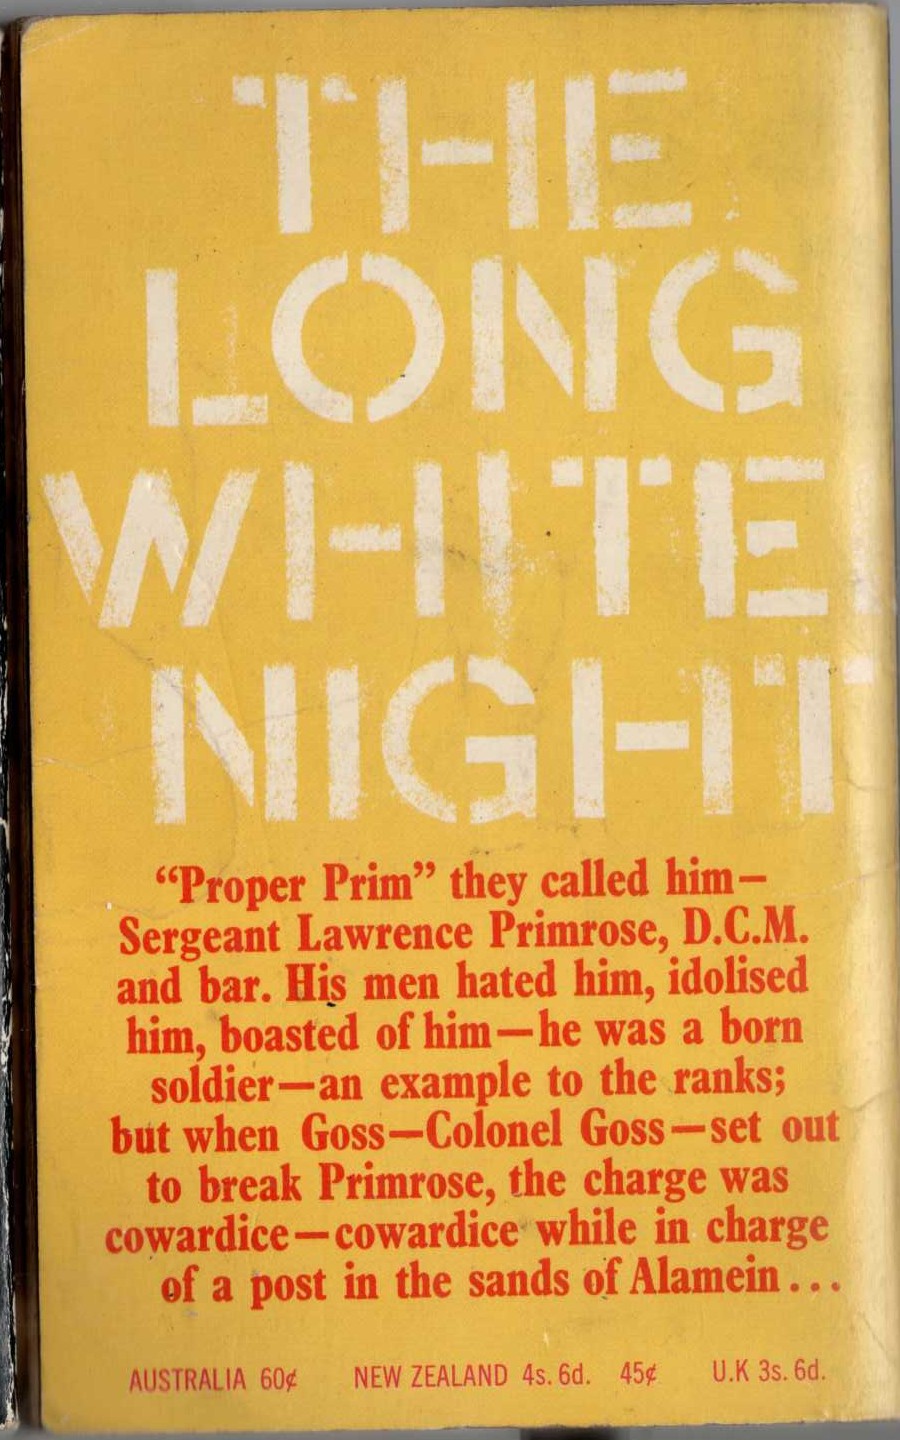 THE
LONG
WHITE
NIGHT
“Proper Prim” they called him—
Sergeant Lawrence Primrose, D.C.M.
and bar. His men hated him, idolised
him, boasted of him—he was a born
soldier—an example to the ranks;
but when Goss—Colonel Goss—set out
to break Primrose, the charge was
cowardice—cowardice while in charge
of a post in the sands of Alamein...
AUSTRALIA 60¢ NEW ZEALAND 4s. 6d. 45¢ U.K 3s. 6d.